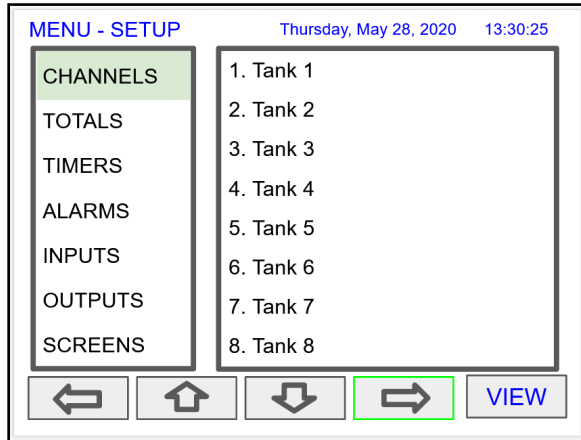 MENU - SETUP Thursday, May 28, 2020 13:30:25
CHANNELS
TOTALS
TIMERS
ALARMS
INPUTS
OUTPUTS
SCREENS
1. Tank 1
2. Tank 2
3. Tank 3
4. Tank 4
5. Tank 5
6. Tank 6
7. Tank 7
8. Tank 8
VIEW